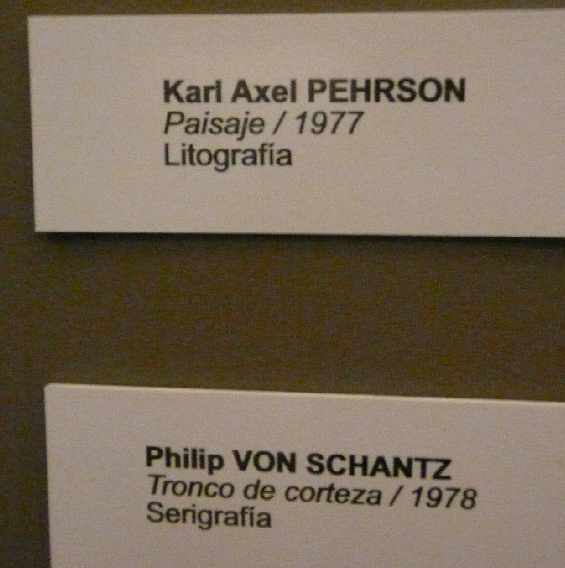 Karl Axel PEHRSON
Paisaje / 1977
Litografía
Philip VON SCHANTZ
Tronco de corteza / 1978
Serigrafía